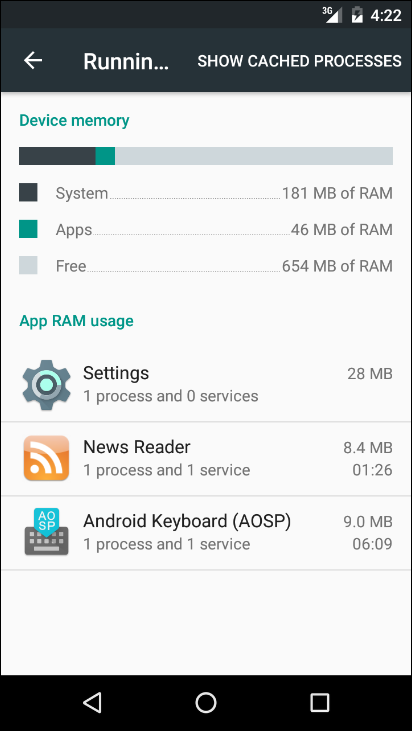 3G 4:22
Runnin... SHOW CACHED PROCESSES
Device memory
System 181 MB of RAM
Apps 46 MB of RAM
Free 654 MB of RAM
App RAM usage
Settings 28 MB
1 process and 0 services
News Reader 8.4 MB
1 process and 1 service 01:26
AO
SP
Android Keyboard (AOSP) 9.0 MB
1 process and 1 service 06:09